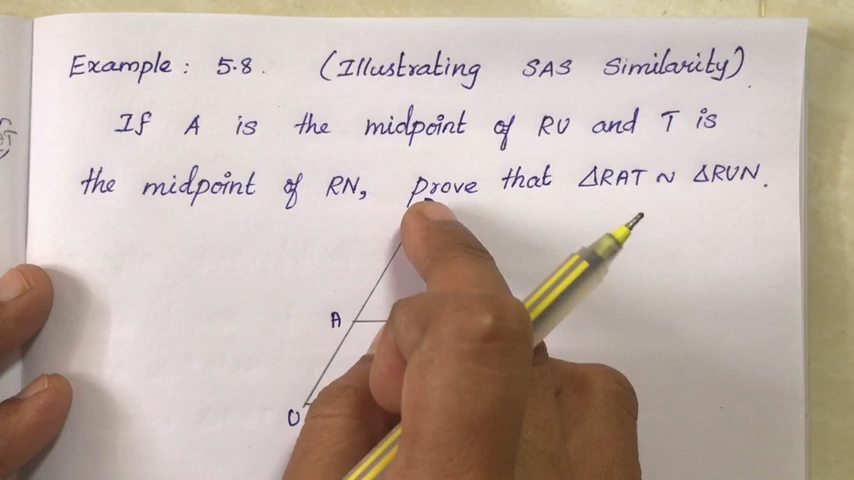 Example: 5.8. (Illustrating SAS Similarity)
If A is the midpoint of RU and T is
the midpoint of RN, prove that ΔRAT ~ ΔRUN.
A
U